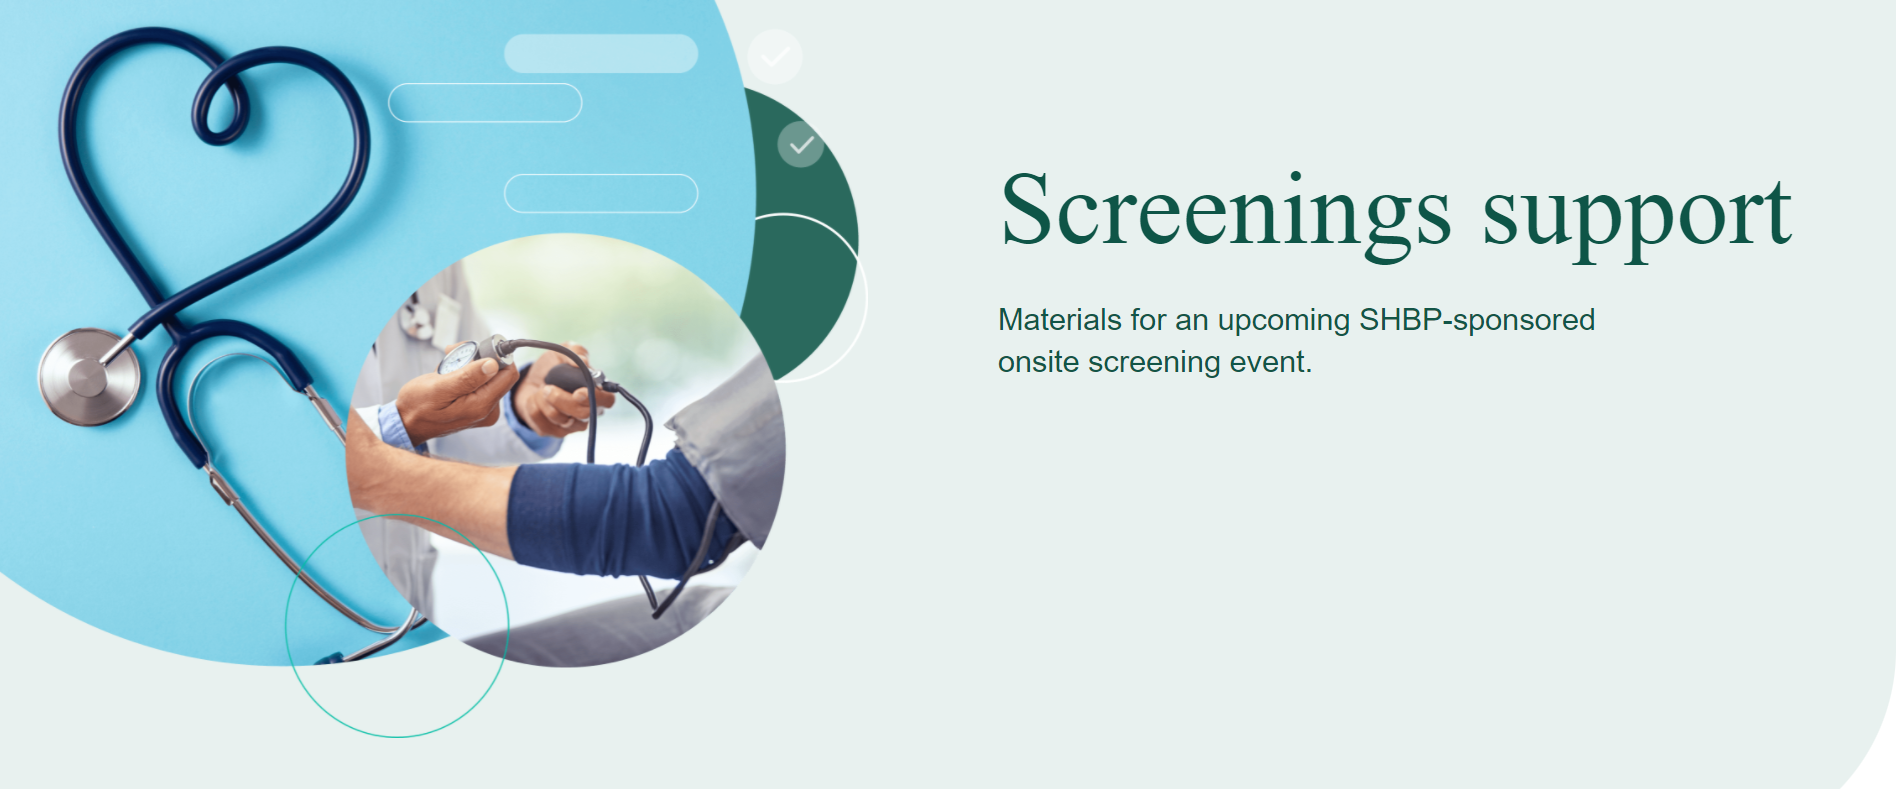 Screenings support
Materials for an upcoming SHBP-sponsored
onsite screening event.